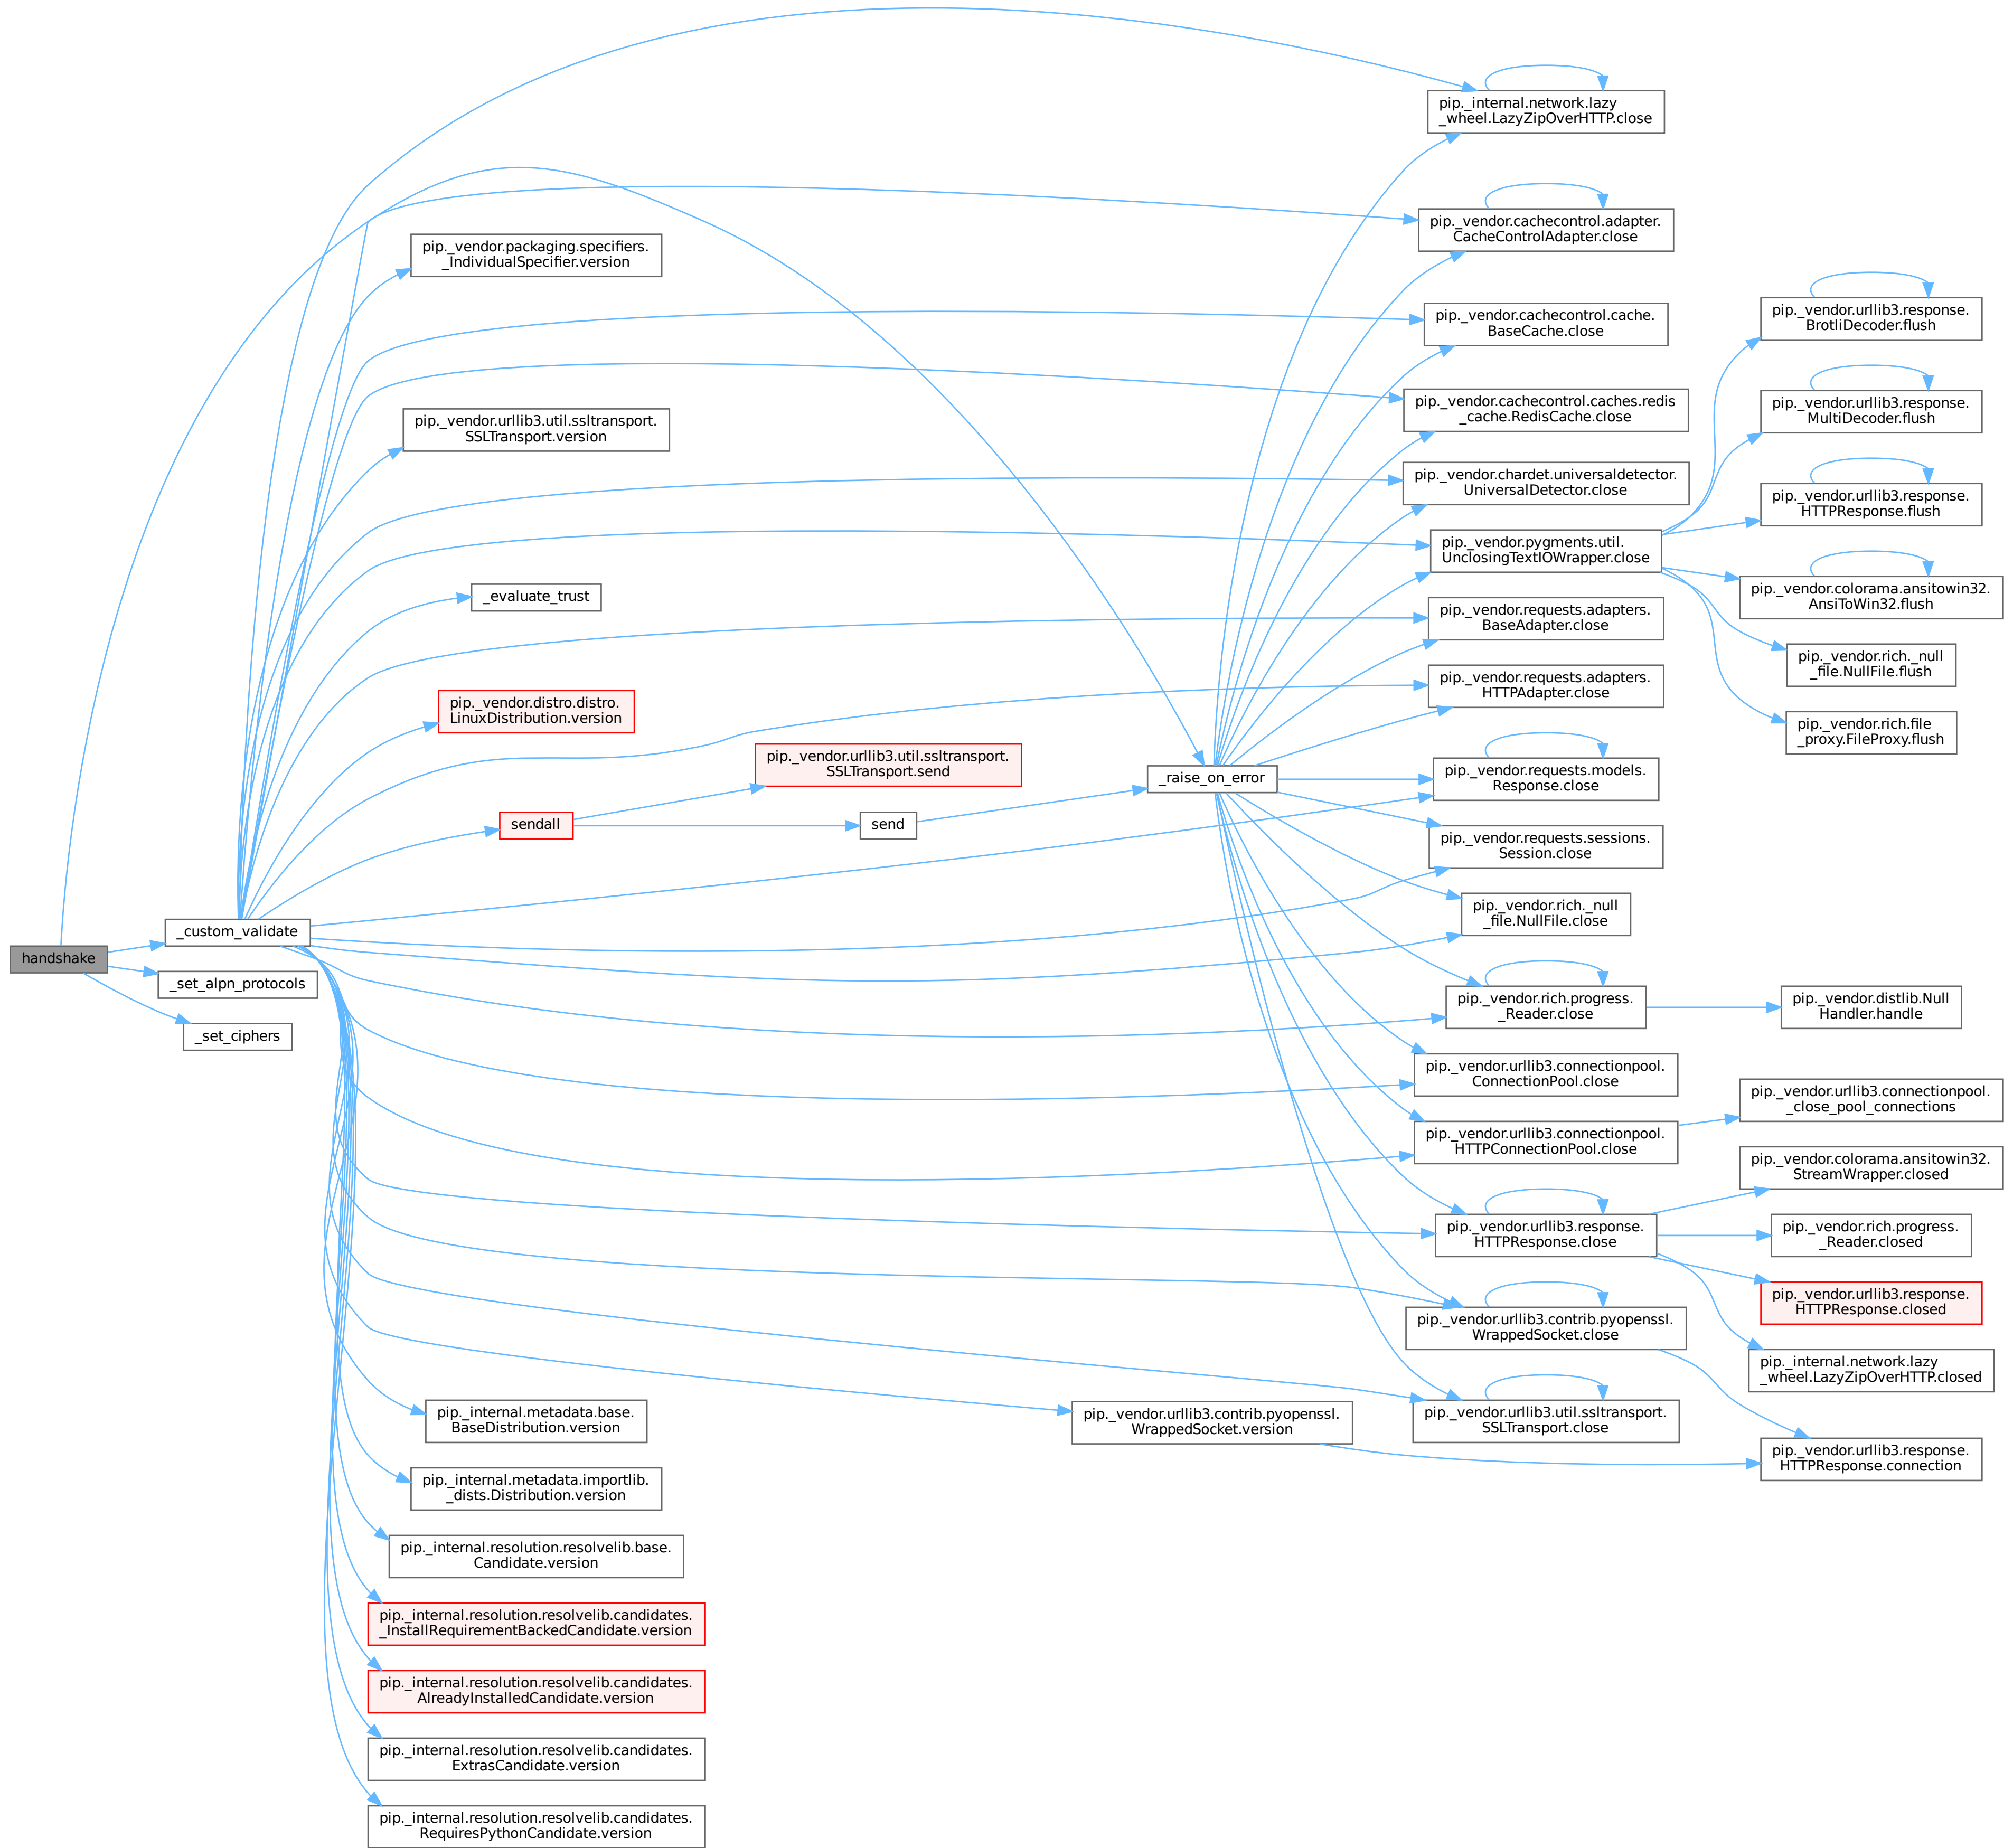 handshake
_custom_validate
_set_alpn_protocols
_set_ciphers
pip._vendor.packaging.specifiers.
_IndividualSpecifier.version
pip._vendor.urllib3.util.ssltransport.
SSLTransport.version
_evaluate_trust
pip._vendor.distro.distro.
LinuxDistribution.version
sendall
pip._internal.metadata.base.
BaseDistribution.version
pip._internal.metadata.importlib.
_dists.Distribution.version
pip._internal.resolution.resolvelib.base.
Candidate.version
pip._internal.resolution.resolvelib.candidates.
_InstallRequirementBackedCandidate.version
pip._internal.resolution.resolvelib.candidates.
AlreadyInstalledCandidate.version
pip._internal.resolution.resolvelib.candidates.
ExtrasCandidate.version
pip._internal.resolution.resolvelib.candidates.
RequiresPythonCandidate.version
pip._vendor.urllib3.util.ssltransport.
SSLTransport.send
send
_raise_on_error
pip._vendor.urllib3.contrib.pyopenssl.
WrappedSocket.version
pip._internal.network.lazy
_wheel.LazyZipOverHTTP.close
pip._vendor.cachecontrol.adapter.
CacheControlAdapter.close
pip._vendor.cachecontrol.cache.
BaseCache.close
pip._vendor.cachecontrol.caches.redis
_cache.RedisCache.close
pip._vendor.chardet.universaldetector.
UniversalDetector.close
pip._vendor.pygments.util.
UnclosingTextIOWrapper.close
pip._vendor.requests.adapters.
BaseAdapter.close
pip._vendor.requests.adapters.
HTTPAdapter.close
pip._vendor.requests.models.
Response.close
pip._vendor.requests.sessions.
Session.close
pip._vendor.rich._null
_file.NullFile.close
pip._vendor.rich.progress.
_Reader.close
pip._vendor.urllib3.connectionpool.
ConnectionPool.close
pip._vendor.urllib3.connectionpool.
HTTPConnectionPool.close
pip._vendor.urllib3.response.
HTTPResponse.close
pip._vendor.urllib3.contrib.pyopenssl.
WrappedSocket.close
pip._vendor.urllib3.util.ssltransport.
SSLTransport.close
pip._vendor.urllib3.response.
BrotliDecoder.flush
pip._vendor.urllib3.response.
MultiDecoder.flush
pip._vendor.urllib3.response.
HTTPResponse.flush
pip._vendor.colorama.ansitowin32.
AnsiToWin32.flush
pip._vendor.rich._null
_file.NullFile.flush
pip._vendor.rich.file
_proxy.FileProxy.flush
pip._vendor.distlib.Null
Handler.handle
pip._vendor.urllib3.connectionpool.
_close_pool_connections
pip._vendor.colorama.ansitowin32.
StreamWrapper.closed
pip._vendor.rich.progress.
_Reader.closed
pip._vendor.urllib3.response.
HTTPResponse.closed
pip._internal.network.lazy
_wheel.LazyZipOverHTTP.closed
pip._vendor.urllib3.response.
HTTPResponse.connection